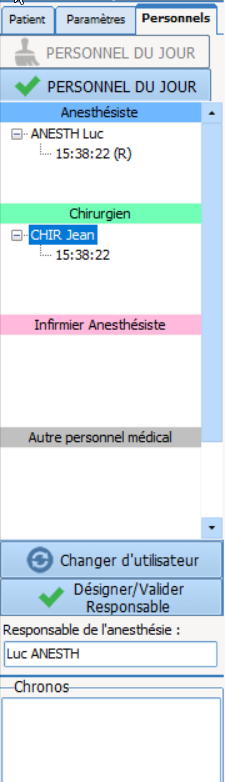 Patient Paramètres Personnels
PERSONNEL DU JOUR
PERSONNEL DU JOUR
Anesthésiste
ANESTH Luc
15:38:22 (R)
Chirurgien
CHIR Jean
15:38:22
Infirmier Anesthésiste
Autre personnel médical
Changer d'utilisateur
Désigner/Valider
Responsable
Responsable de l'anesthésie :
Luc ANESTH
Chronos